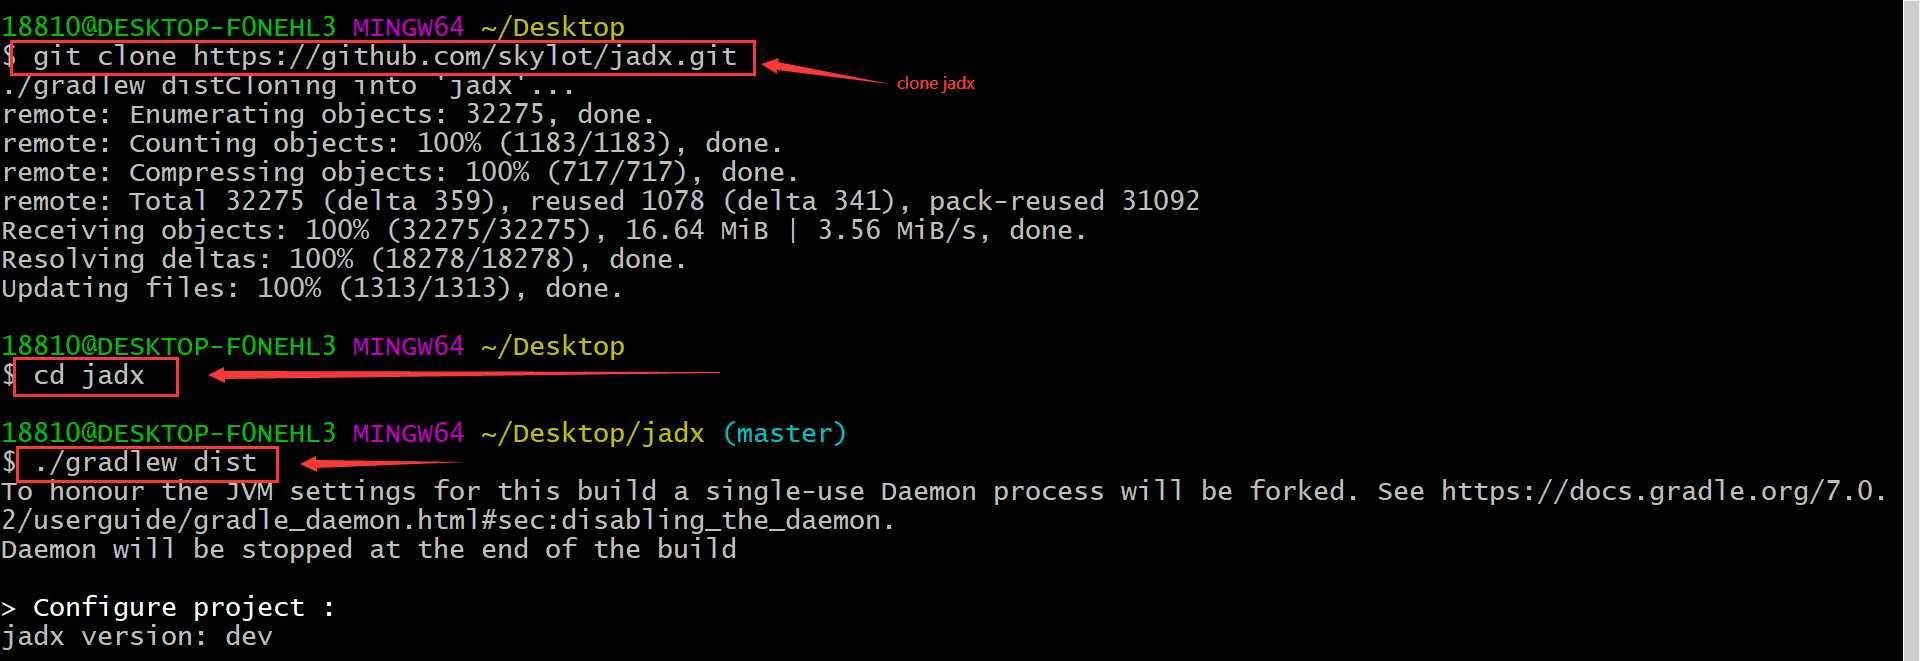 18810@DESKTOP-F0NEHL3 MINGW64 ~/Desktop
$ git clone https://github.com/skylot/jadx.git
clone jadx
./gradlew distCloning into 'jadx'...
remote: Enumerating objects: 32275, done.
remote: Counting objects: 100% (1183/1183), done.
remote: Compressing objects: 100% (717/717), done.
remote: Total 32275 (delta 359), reused 1078 (delta 341), pack-reused 31092
Receiving objects: 100% (32275/32275), 16.64 MiB | 3.56 MiB/s, done.
Resolving deltas: 100% (18278/18278), done.
Updating files: 100% (1313/1313), done.
18810@DESKTOP-F0NEHL3 MINGW64 ~/Desktop
$ cd jadx
18810@DESKTOP-F0NEHL3 MINGW64 ~/Desktop/jadx (master)
$ ./gradlew dist
To honour the JVM settings for this build a single-use Daemon process will be forked. See https://docs.gradle.org/7.0.
2/userguide/gradle_daemon.html#sec:disabling_the_daemon.
Daemon will be stopped at the end of the build
> Configure project :
jadx version: dev